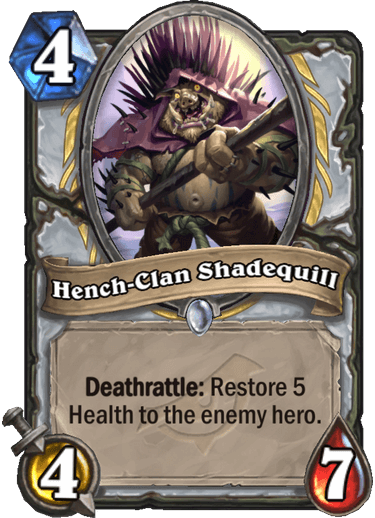 4
Hench-Clan Shadequill
Deathrattle: Restore 5
Health to the enemy hero.
4
7